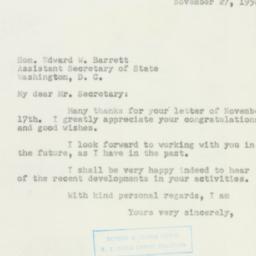 November 27, 195
Hon. Edward W. Barrett
Assistant Secretary of State
Washington, D. C.
My dear Mr. Secretary:
Many thanks for your letter of Novembe
17th. I greatly appreciate your congratulation
and good wishes.
I look forward to working with you in
the future, as I have in the past.
I shall be very happy indeed to hear
of the recent developments in your activities.
With kind personal regards, I am
Yours very sincerely,